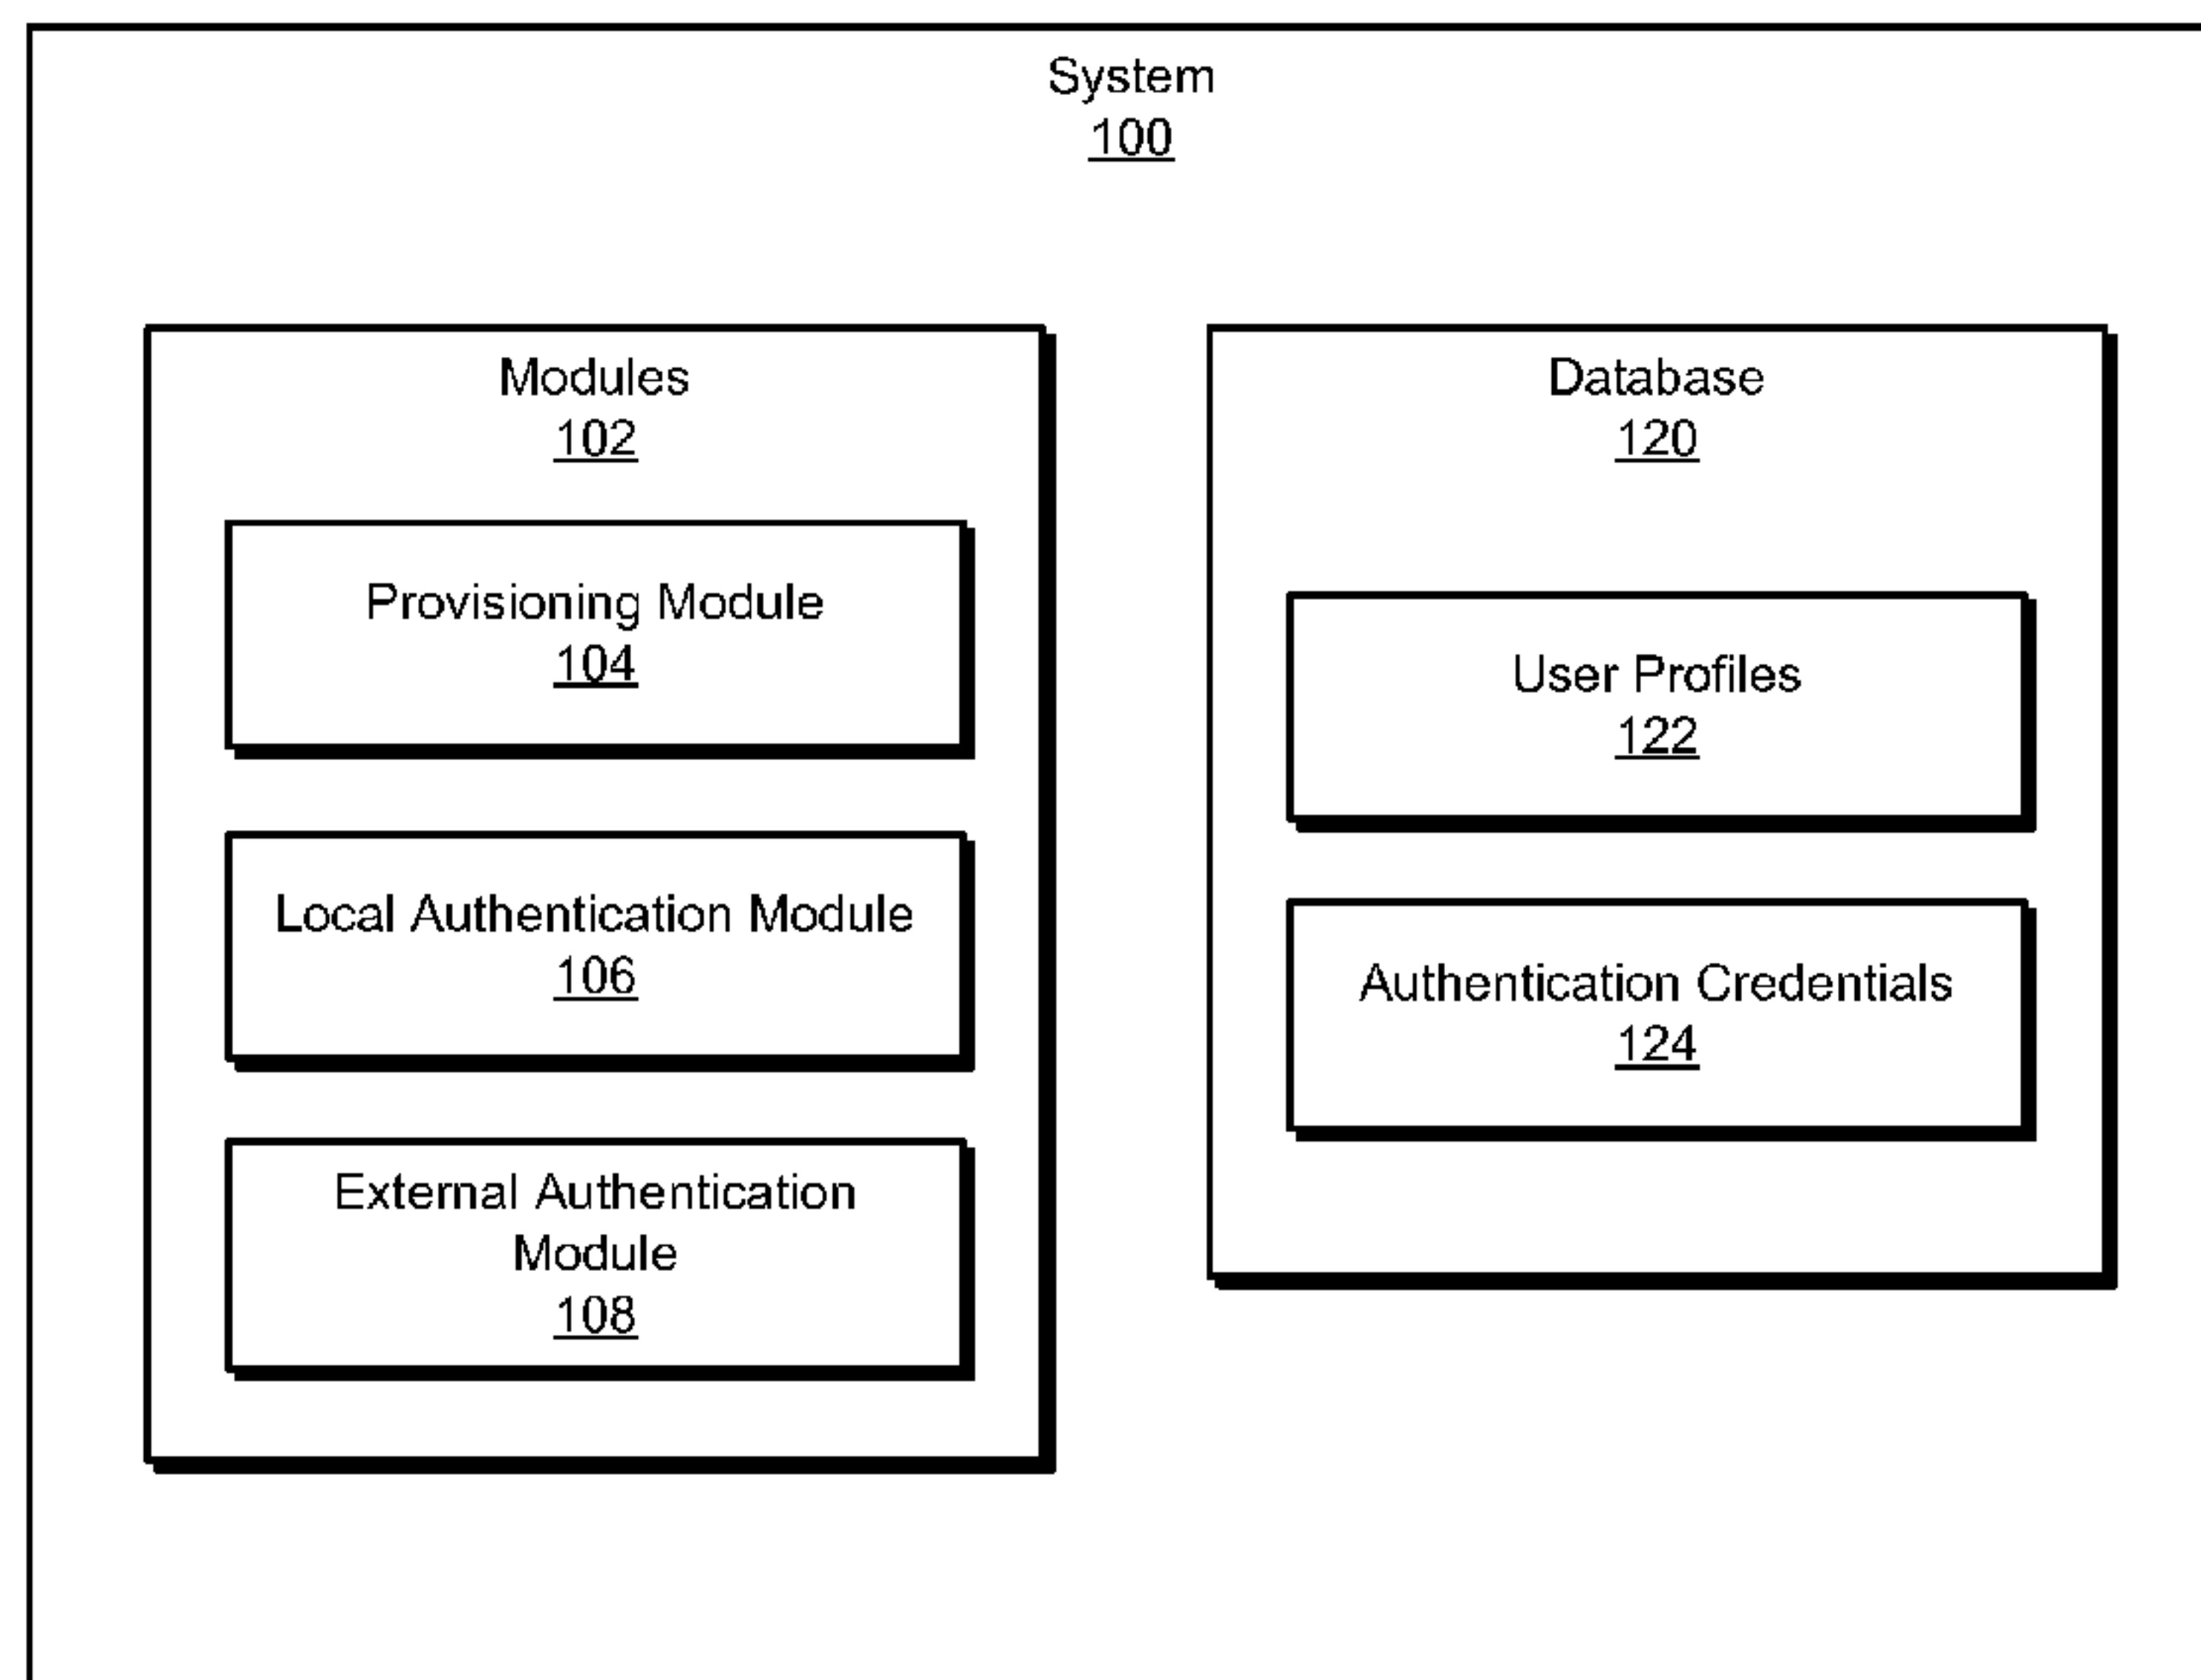 System
100
Modules
102
Provisioning Module
104
Local Authentication Module
106
External Authentication
Module
108
Database
120
User Profiles
122
Authentication Credentials
124